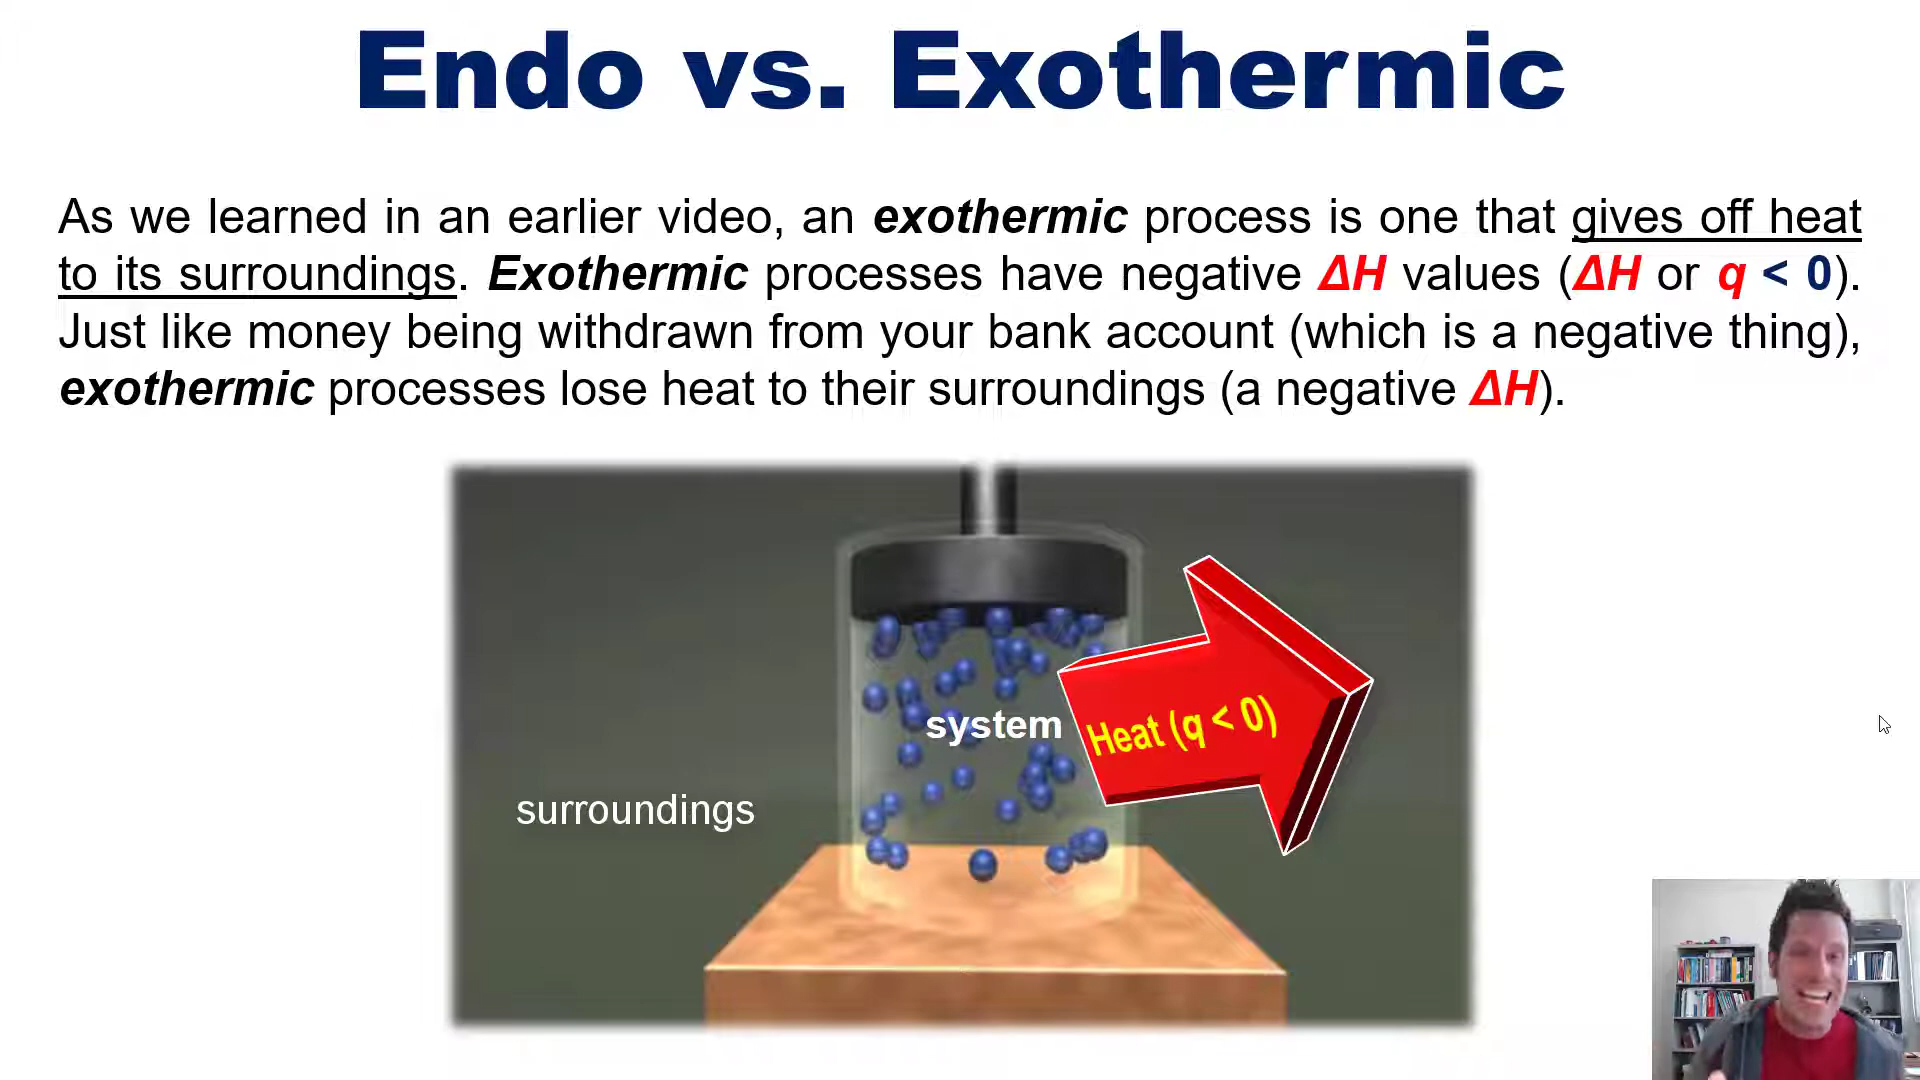 Endo vs. Exothermic
As we learned in an earlier video, an exothermic process is one that gives off heat
to its surroundings. Exothermic processes have negative ΔH values (ΔH or q < 0).
Just like money being withdrawn from your bank account (which is a negative thing),
exothermic processes lose heat to their surroundings (a negative ΔH).
system
Heat (q < 0)
surroundings